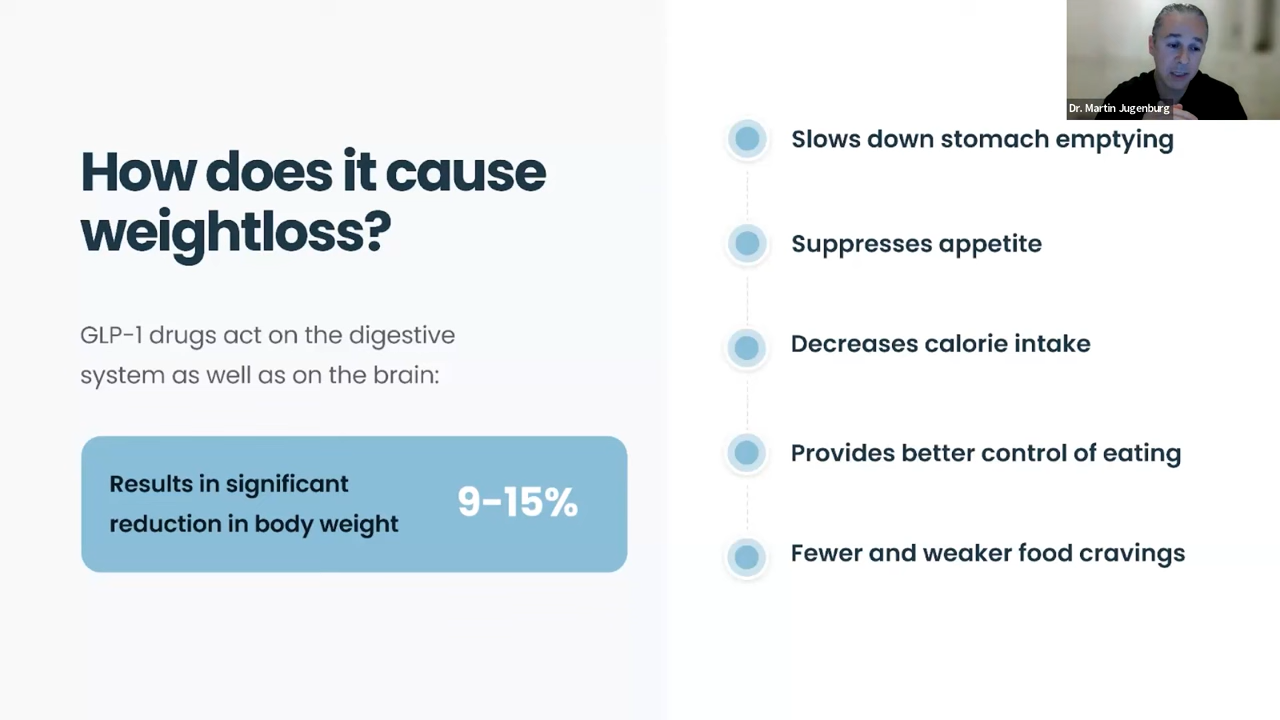 How does it cause
weightloss?
GLP-1 drugs act on the digestive
system as well as on the brain:
Results in significant
reduction in body weight
9-15%
Dr. Martin Jugenburg
Slows down stomach emptying
Suppresses appetite
Decreases calorie intake
Provides better control of eating
Fewer and weaker food cravings